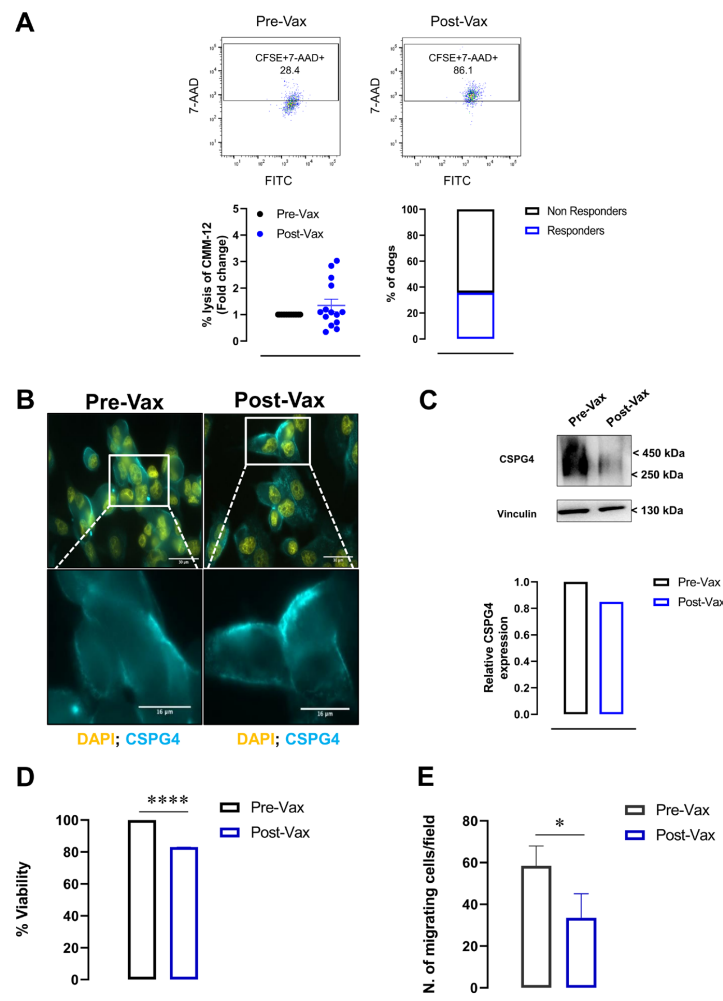 A
Pre-Vax
Post-Vax
CFSE+7-AAD+
28.4
CFSE+7-AAD+
86.1
7-AAD
7-AAD
FITC
FITC
% lysis of CMM-12
(Fold change)
5
4
3
2
1
0
Pre-Vax
Post-Vax
% of dogs
100
80
60
40
20
0
Non Responders
Responders
B
Pre-Vax
Post-Vax
16 µm
16 µm
DAPI; CSPG4
DAPI; CSPG4
C
Pre-Vax
Post-Vax
CSPG4
< 450 kDa
< 250 kDa
Vinculin
< 130 kDa
Relative CSPG4
expression
1.0
0.8
0.6
0.4
0.2
0.0
Pre-Vax
Post-Vax
D
% Viability
100
80
60
40
20
0
****
Pre-Vax
Post-Vax
E
N. of migrating cells/field
80
60
40
20
0
*
Pre-Vax
Post-Vax